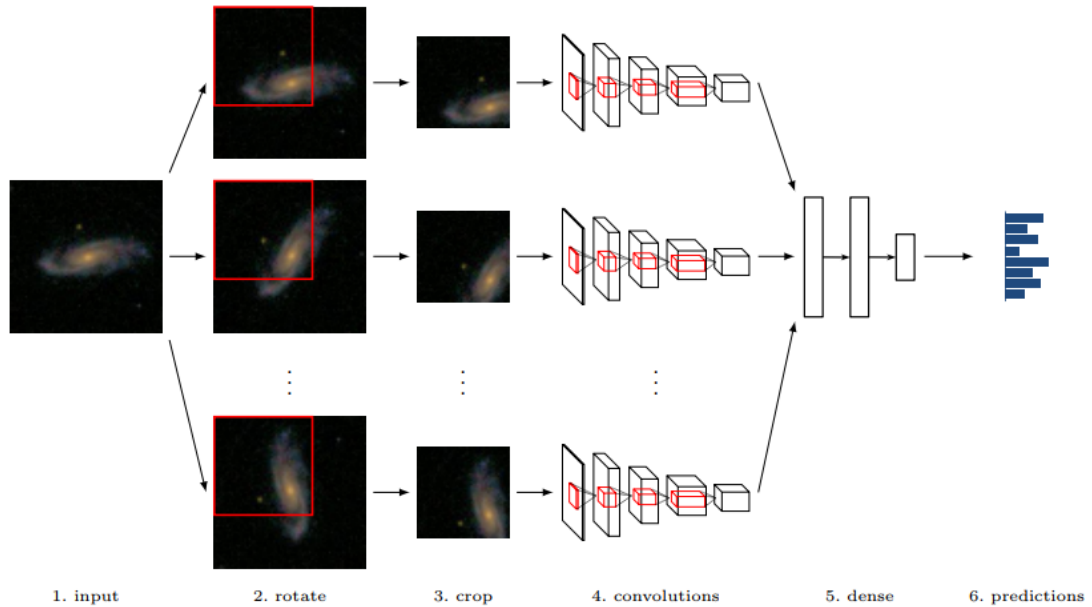 1. input
2. rotate
3. crop
4. convolutions
5. dense
6. predictions